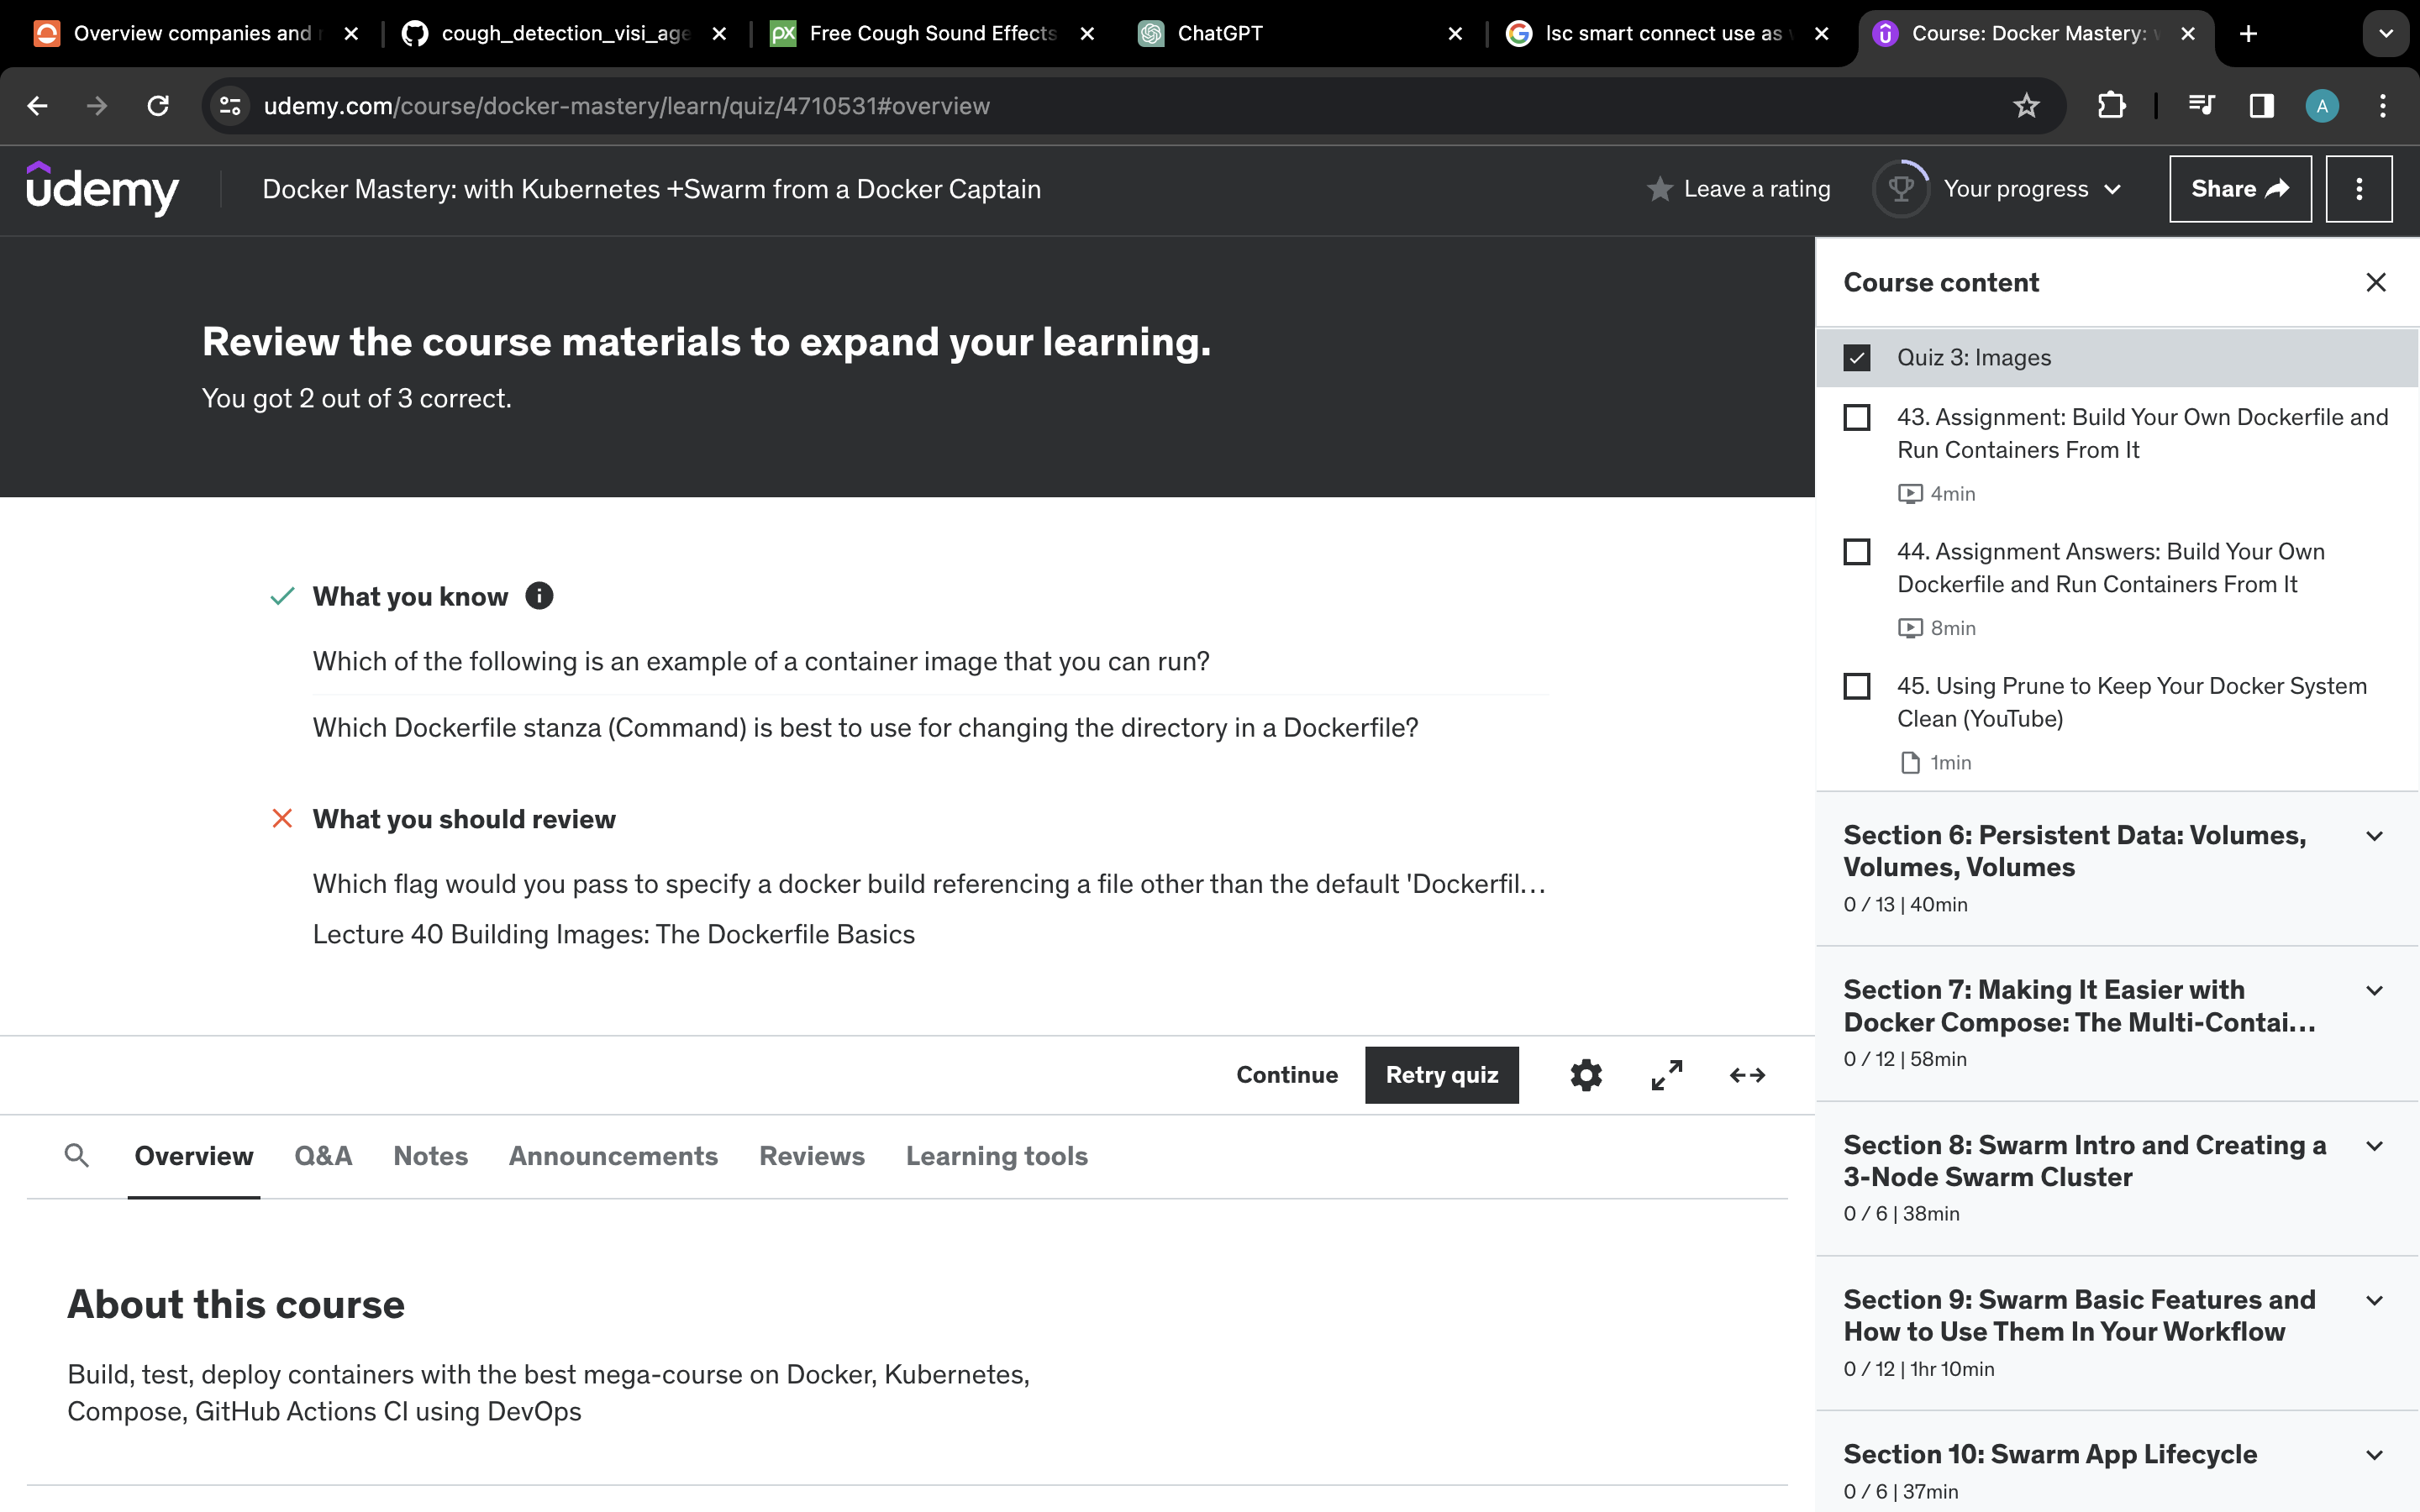 Overview companies and
cough_detection_visi_age
Free Cough Sound Effects
ChatGPT
lsc smart connect use as
Course: Docker Mastery:
udemy.com/course/docker-mastery/learn/quiz/4710531#overview
A
udemy
Docker Mastery: with Kubernetes +Swarm from a Docker Captain
Leave a rating
Your progress
Share
Review the course materials to expand your learning.
You got 2 out of 3 correct.
What you know
Which of the following is an example of a container image that you can run?
Which Dockerfile stanza (Command) is best to use for changing the directory in a Dockerfile?
What you should review
Which flag would you pass to specify a docker build referencing a file other than the default 'Dockerfil...
Lecture 40 Building Images: The Dockerfile Basics
Continue
Retry quiz
Overview
Q&A
Notes
Announcements
Reviews
Learning tools
About this course
Build, test, deploy containers with the best mega-course on Docker, Kubernetes,
Compose, GitHub Actions CI using DevOps
Course content
Quiz 3: Images
43. Assignment: Build Your Own Dockerfile and
Run Containers From It
4min
44. Assignment Answers: Build Your Own
Dockerfile and Run Containers From It
8min
45. Using Prune to Keep Your Docker System
Clean (YouTube)
1min
Section 6: Persistent Data: Volumes,
Volumes, Volumes
0 / 13 | 40min
Section 7: Making It Easier with
Docker Compose: The Multi-Contai...
0 / 12 | 58min
Section 8: Swarm Intro and Creating a
3-Node Swarm Cluster
0 / 6 | 38min
Section 9: Swarm Basic Features and
How to Use Them In Your Workflow
0 / 12 | 1hr 10min
Section 10: Swarm App Lifecycle
0 / 6 | 37min